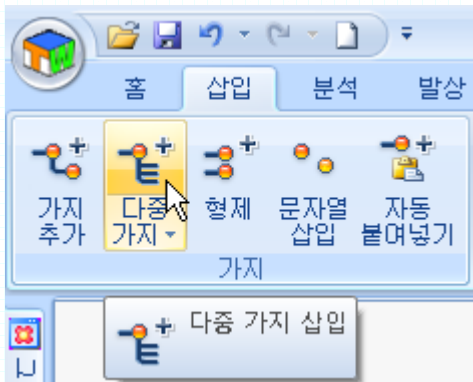 홈 삽입 분석 발상
가지 추가
다중 가지
형제
문자열 삽입
자동 붙여넣기
가지
다중 가지 삽입